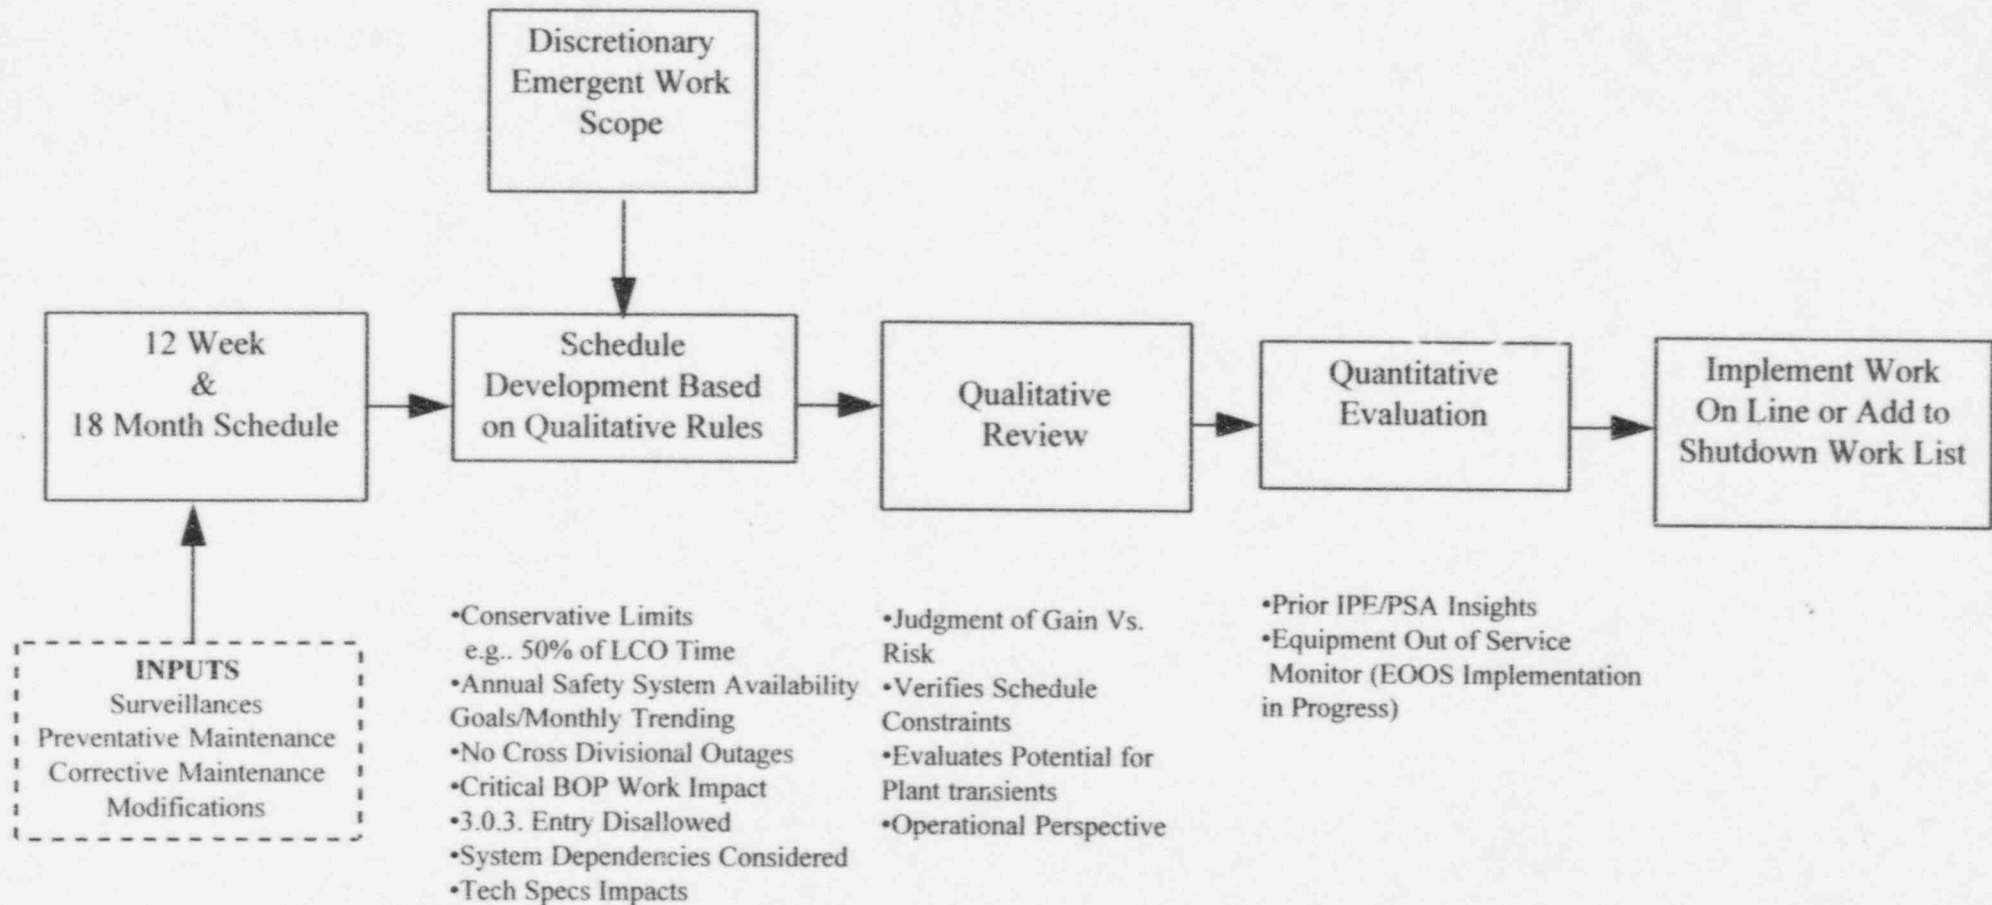 Discretionary
Emergent Work
Scope
12 Week
&
18 Month Schedule
Schedule
Development Based
on Qualitative Rules
Qualitative
Review
Quantitative
Evaluation
Implement Work
On Line or Add to
Shutdown Work List
INPUTS
Surveillances
Preventative Maintenance
Corrective Maintenance
Modifications
•Conservative Limits
e.g.. 50% of LCO Time
•Annual Safety System Availability
Goals/Monthly Trending
•No Cross Divisional Outages
•Critical BOP Work Impact
•3.0.3. Entry Disallowed
•System Dependencies Considered
•Tech Specs Impacts
•Judgment of Gain Vs.
Risk
•Verifies Schedule
Constraints
•Evaluates Potential for
Plant transients
•Operational Perspective
•Prior IPE/PSA Insights
•Equipment Out of Service
Monitor (EOOS Implementation
in Progress)